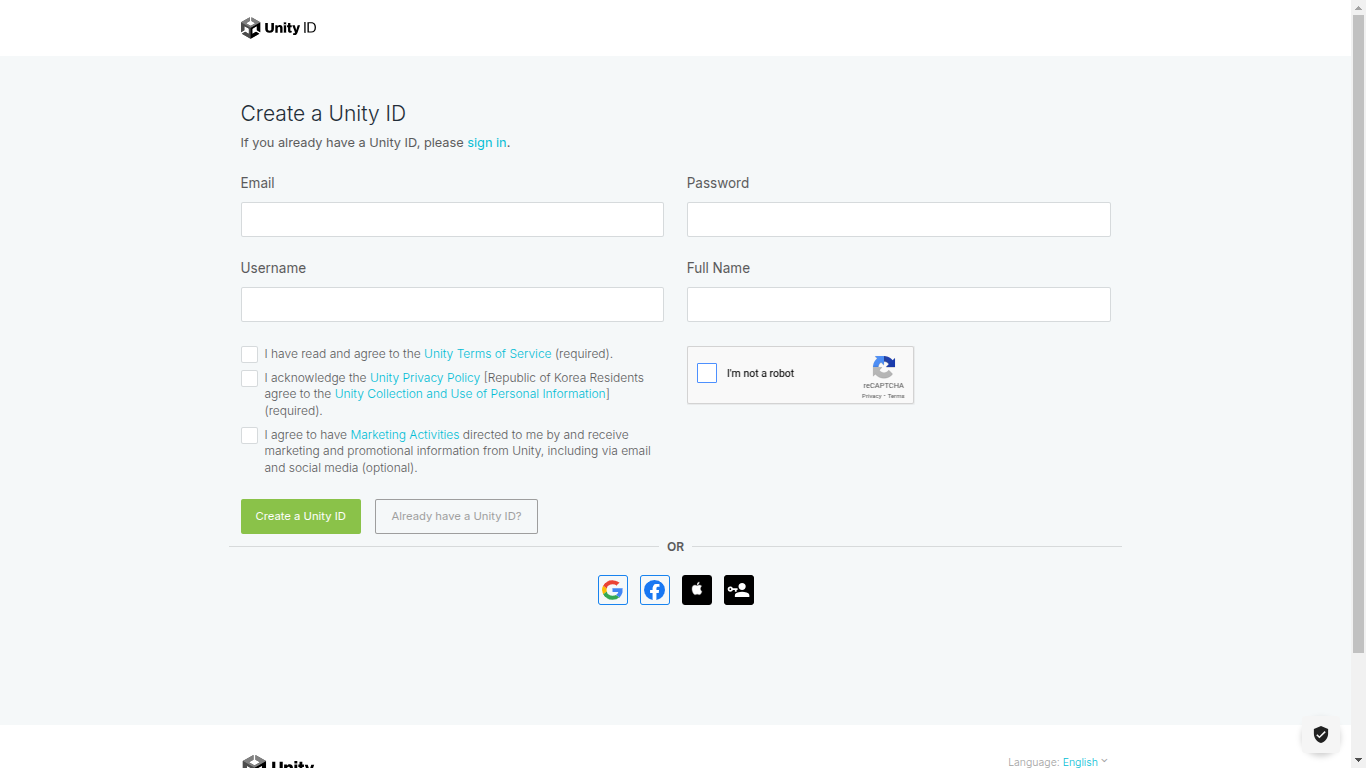 Unity ID
Create a Unity ID
If you already have a Unity ID, please sign in.
Email
Password
Username
Full Name
I have read and agree to the Unity Terms of Service (required).
I acknowledge the Unity Privacy Policy [Republic of Korea Residents
agree to the Unity Collection and Use of Personal Information]
(required).
I agree to have Marketing Activities directed to me by and receive
marketing and promotional information from Unity, including via email
and social media (optional).
I'm not a robot
reCAPTCHA
Privacy - Terms
Create a Unity ID
Already have a Unity ID?
OR
Unity
Language: English